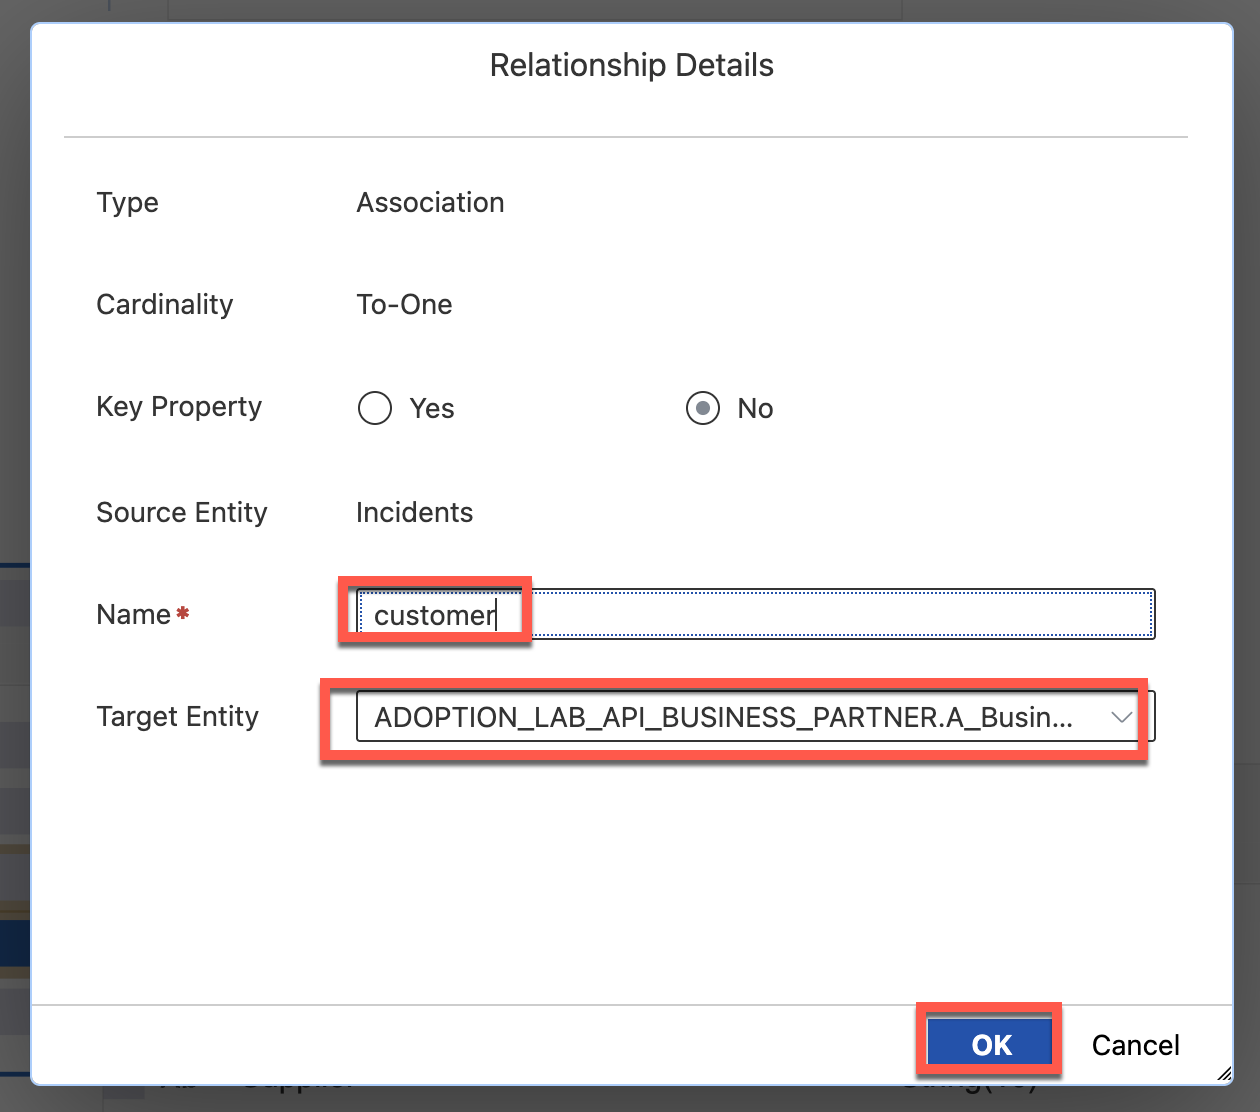 Relationship Details
Type Association
Cardinality To-One
Key Property Yes No
Source Entity Incidents
Name* customer
Target Entity ADOPTION_LAB_API_BUSINESS_PARTNER.A_Busin...
OK Cancel